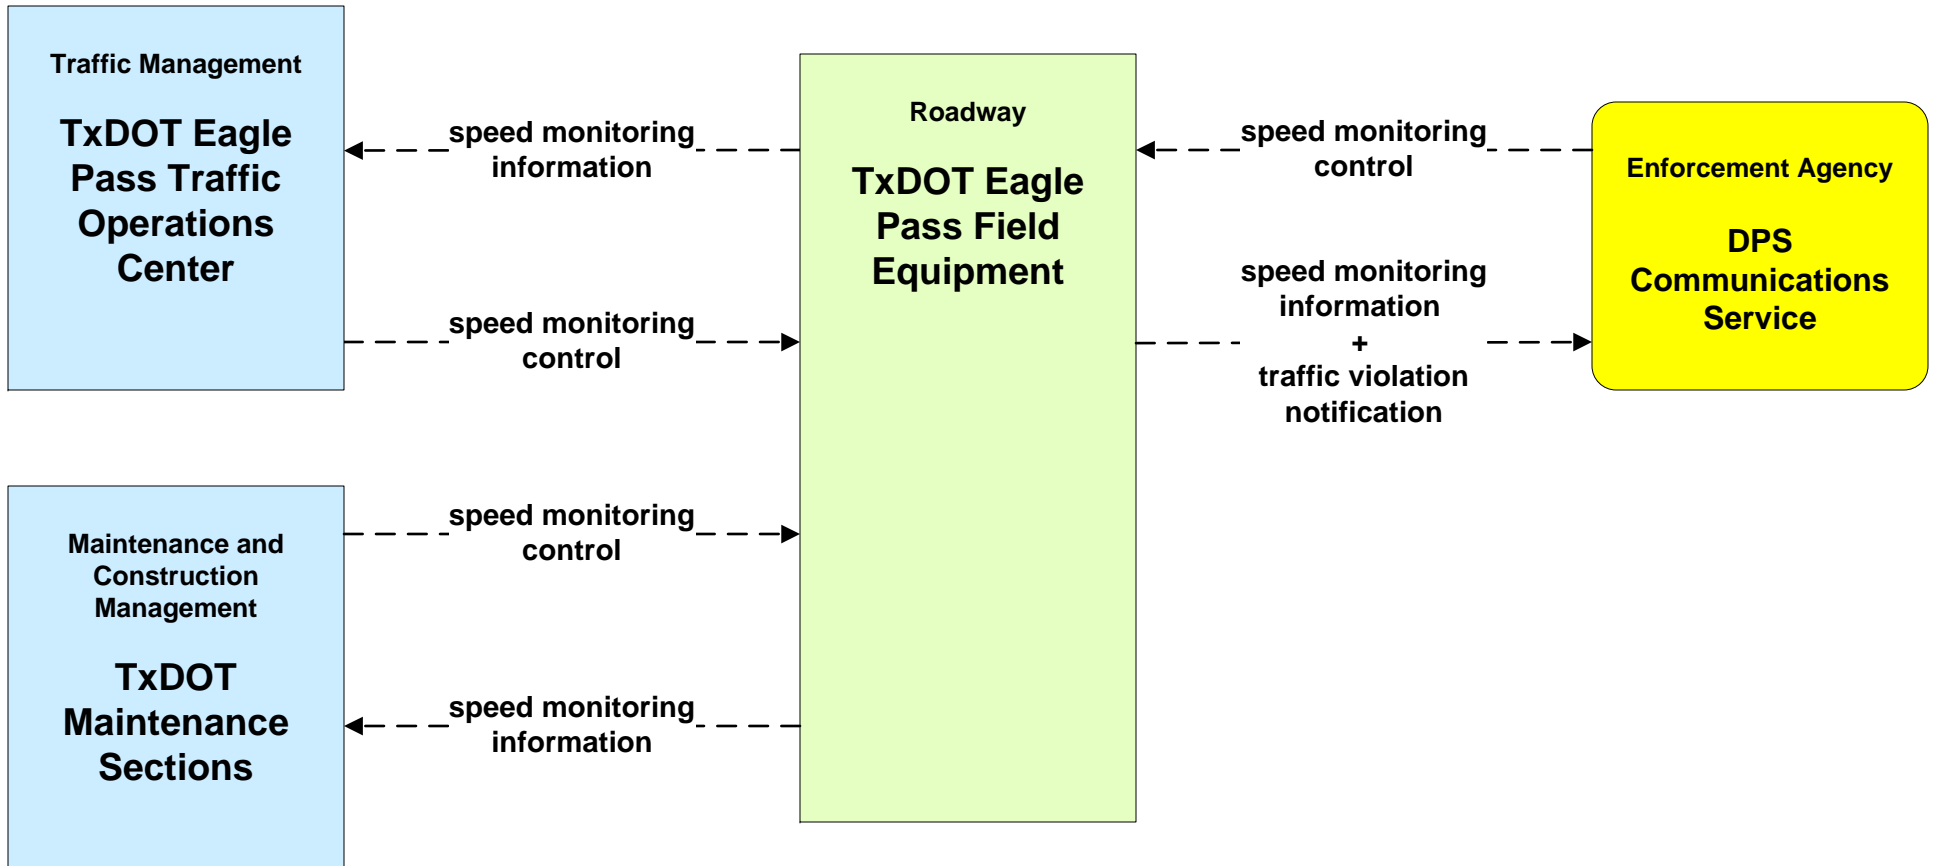 Traffic Management
TxDOT Eagle
Pass Traffic
Operations
Center
speed monitoring
information
speed monitoring
control
Maintenance and
Construction
Management
TxDOT
Maintenance
Sections
speed monitoring
control
speed monitoring
information
Roadway
TxDOT Eagle
Pass Field
Equipment
speed monitoring
control
speed monitoring
information
+
traffic violation
notification
Enforcement Agency
DPS
Communications
Service